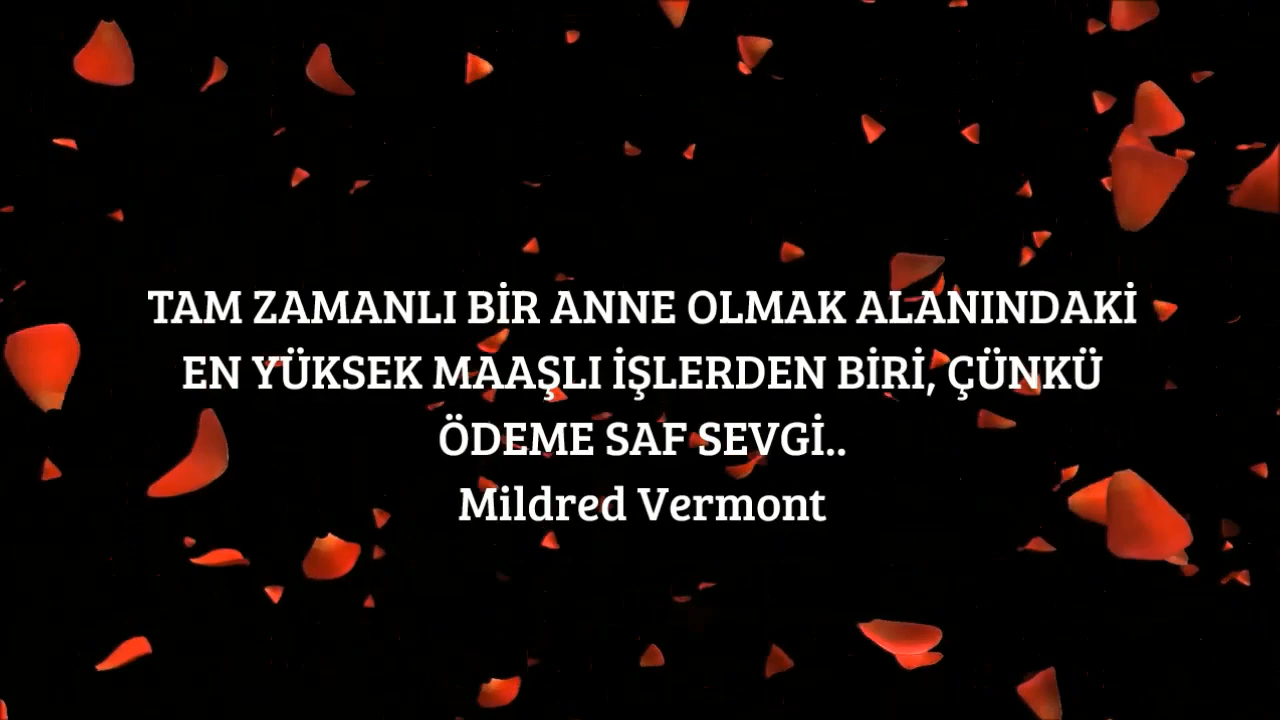 TAM ZAMANLI BİR ANNE OLMAK ALANINDAKİ
EN YÜKSEK MAAŞLI İŞLERDEN BİRİ, ÇÜNKÜ
ÖDEME SAF SEVGİ..
Mildred Vermont